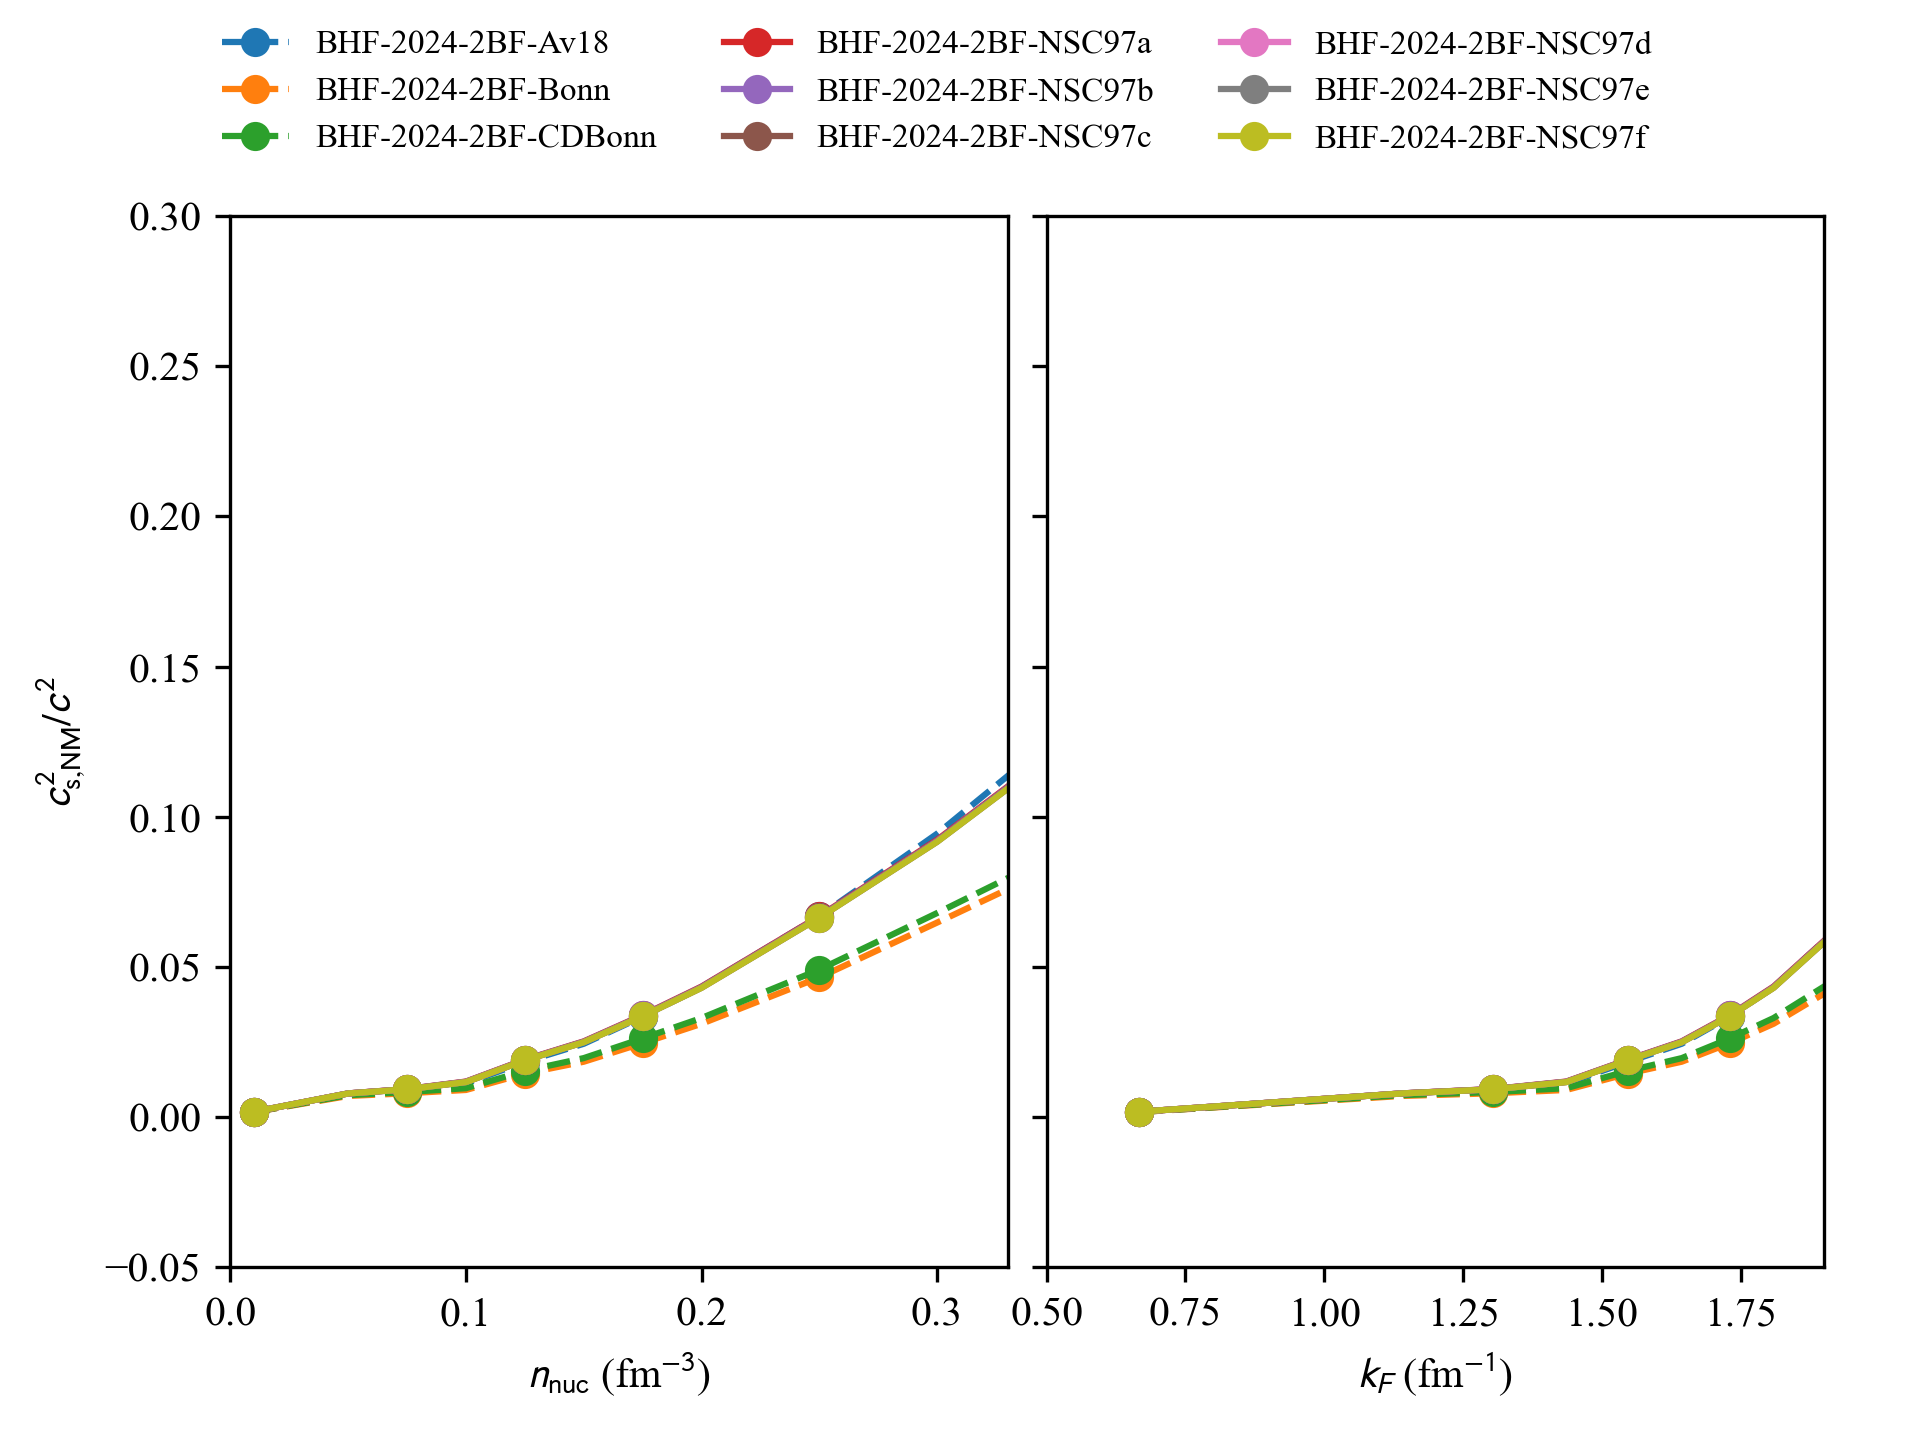 BHF-2024-2BF-Av18
BHF-2024-2BF-Bonn
BHF-2024-2BF-CDBonn
BHF-2024-2BF-NSC97a
BHF-2024-2BF-NSC97b
BHF-2024-2BF-NSC97c
BHF-2024-2BF-NSC97d
BHF-2024-2BF-NSC97e
BHF-2024-2BF-NSC97f
0.30
0.25
0.20
0.15
0.10
0.05
0.00
−0.05
c²s,NM/c²
0.0 0.1 0.2 0.3
0.50 0.75 1.00 1.25 1.50 1.75
nnuc (fm⁻³)
kF (fm⁻¹)